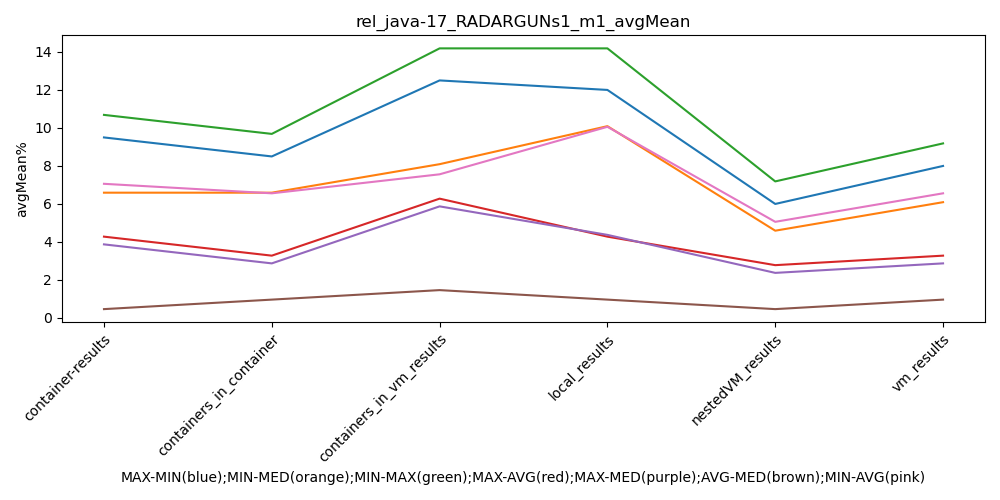 rel_java-17_RADARGUNs1_m1_avgMean
avgMean%
14
12
10
8
6
4
2
0
container-results
containers_in_container
containers_in_vm_results
local_results
nestedVM_results
vm_results
MAX-MIN(blue);MIN-MED(orange);MIN-MAX(green);MAX-AVG(red);MAX-MED(purple);AVG-MED(brown);MIN-AVG(pink)